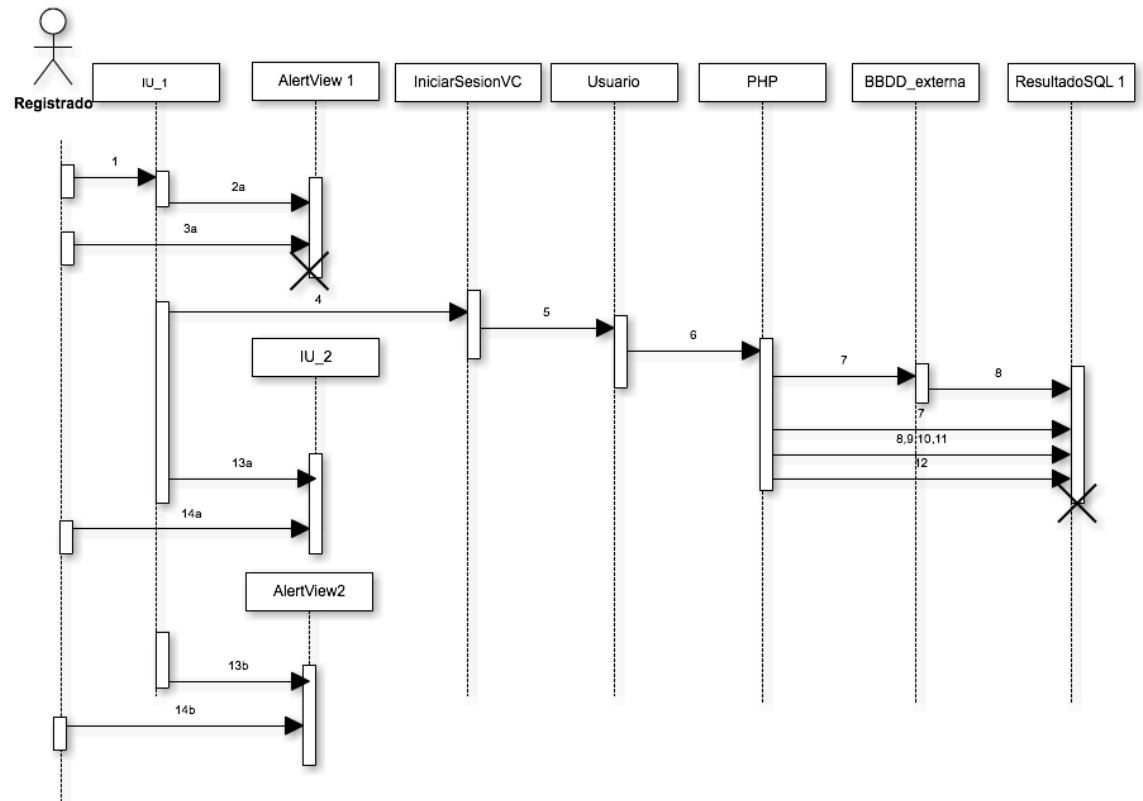 Registrado
IU_1
AlertView 1
IniciarSesionVC
Usuario
PHP
BBDD_externa
ResultadoSQL 1
1
2a
3a
4
5
6
IU_2
7
8
7
8,9,10,11
12
13a
14a
AlertView2
13b
14b